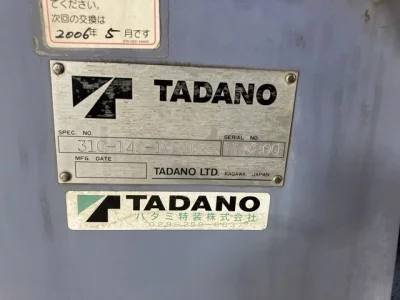 てください。
次回の交換は
2006年 5月です
TADANO
SPEC. NO.
SERIAL NO.
MFG. DATE
TADANO LTD. KAGAWA, JAPAN
TADANO
ハタミ特装株式会社